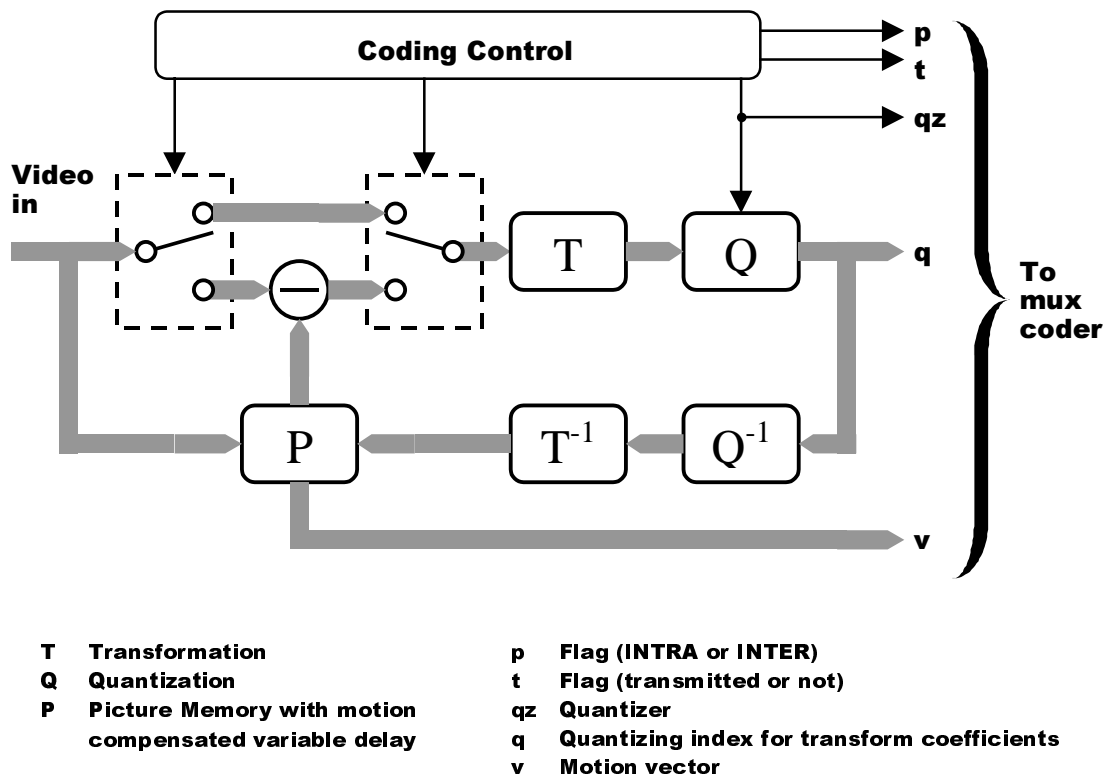 Coding Control
p
t
qz
Video
in
T
Q
q
To
mux
coder
P
T-1
Q-1
v
T Transformation
Q Quantization
P Picture Memory with motion
compensated variable delay
p Flag (INTRA or INTER)
t Flag (transmitted or not)
qz Quantizer
q Quantizing index for transform coefficients
v Motion vector